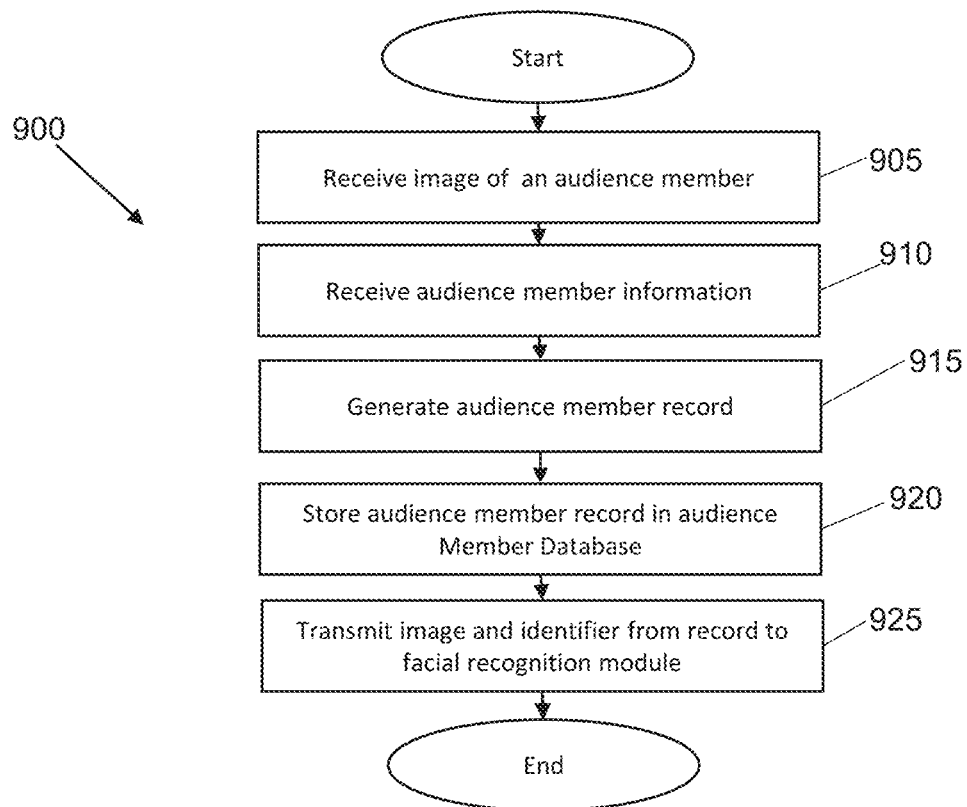 Start
900
Receive image of an audience member
905
Receive audience member information
910
Generate audience member record
915
Store audience member record in audience
Member Database
920
Transmit image and identifier from record to
facial recognition module
925
End